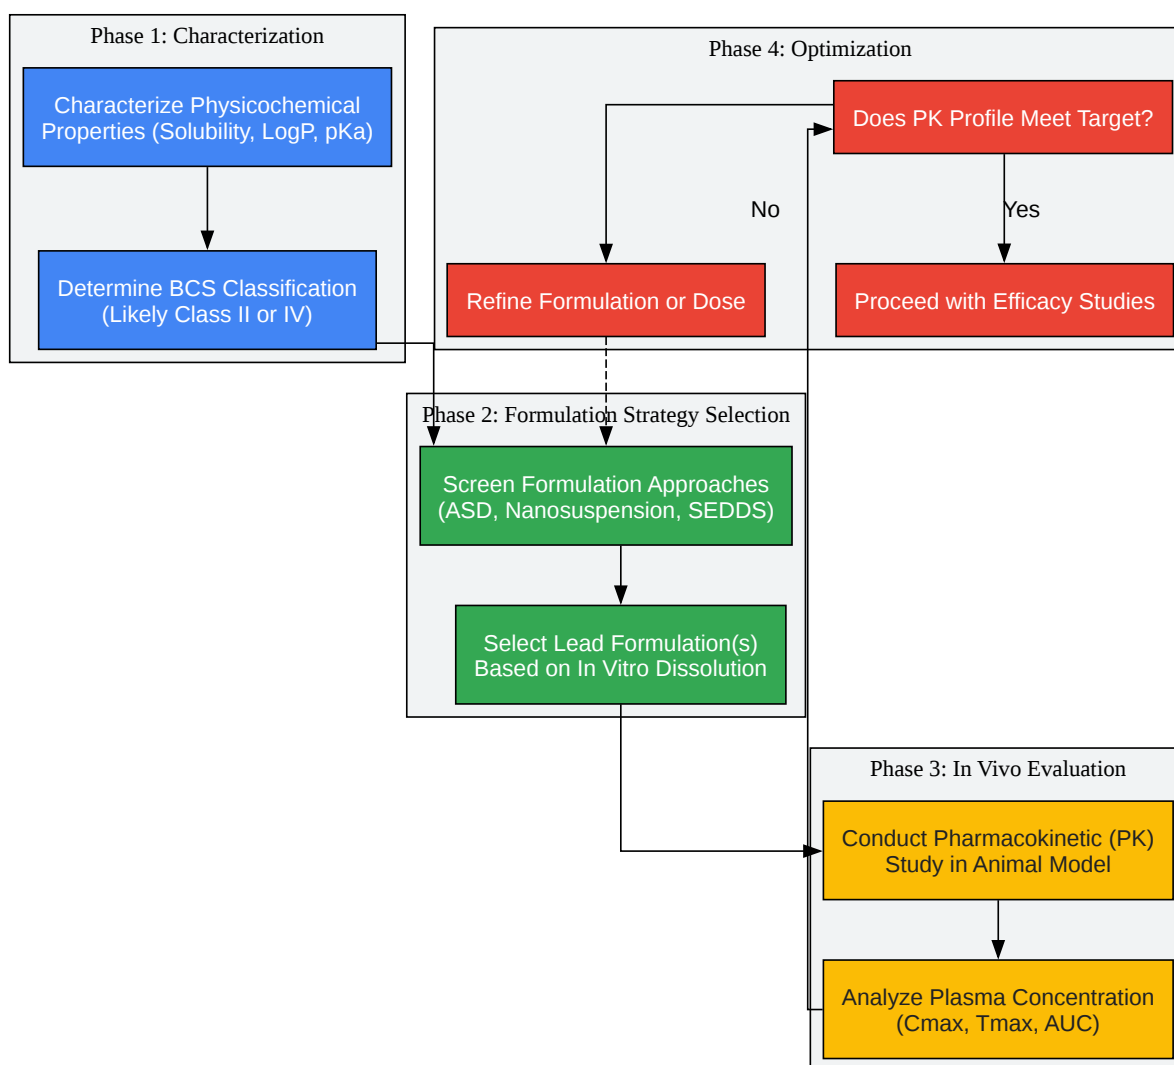 Phase 1: Characterization
Characterize Physicochemical
Properties (Solubility, LogP, pKa)
Determine BCS Classification
(Likely Class II or IV)
Phase 4: Optimization
Does PK Profile Meet Target?
No
Yes
Refine Formulation or Dose
Proceed with Efficacy Studies
Phase 2: Formulation Strategy Selection
Screen Formulation Approaches
(ASD, Nanosuspension, SEDDS)
Select Lead Formulation(s)
Based on In Vitro Dissolution
Phase 3: In Vivo Evaluation
Conduct Pharmacokinetic (PK)
Study in Animal Model
Analyze Plasma Concentration
(Cmax, Tmax, AUC)